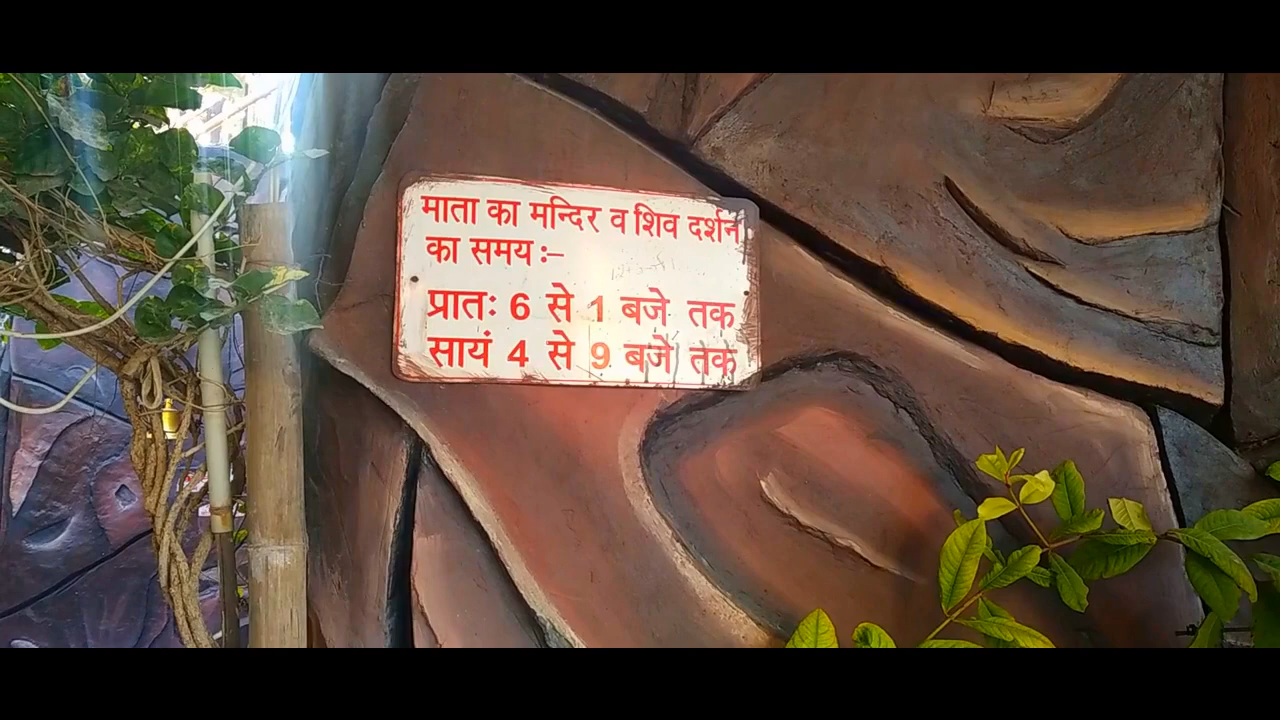 माता का मन्दिर व शिव दर्शन
का समय :–
प्रातः 6 से 1 बजे तक
सायं 4 से 9 बजे तक